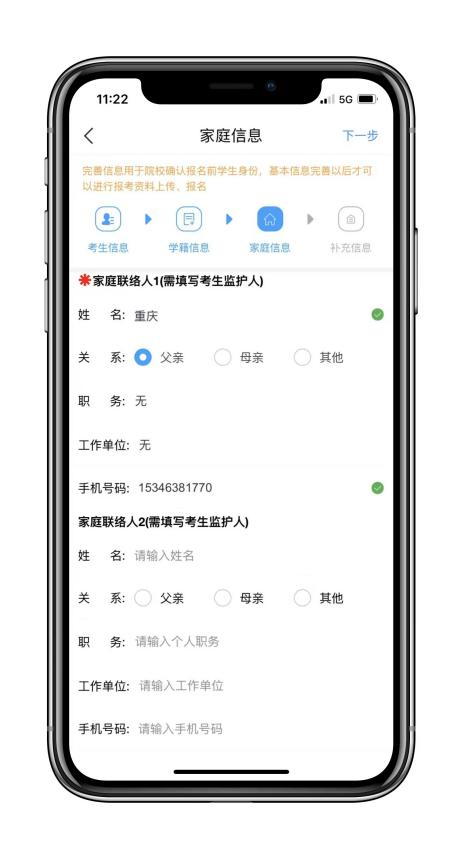 11:22
5G
家庭信息
下一步
完善信息用于院校确认报名前学生身份，基本信息完善以后才可
以进行报考资料上传、报名
考生信息 学籍信息 家庭信息 补充信息
家庭联络人1(需填写考生监护人)
姓 名: 重庆
关 系: 父亲 母亲 其他
职 务: 无
工作单位: 无
手机号码: 15346381770
家庭联络人2(需填写考生监护人)
姓 名: 请输入姓名
关 系: 父亲 母亲 其他
职 务: 请输入个人职务
工作单位: 请输入工作单位
手机号码: 请输入手机号码